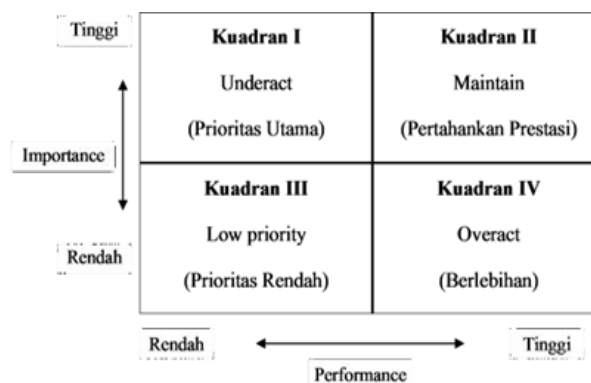 Tinggi
Kuadran I
Underact
(Prioritas Utama)
Kuadran II
Maintain
(Pertahankan Prestasi)
Importance
Kuadran III
Low priority
(Prioritas Rendah)
Kuadran IV
Overact
(Berlebihan)
Rendah
Rendah
Performance
Tinggi